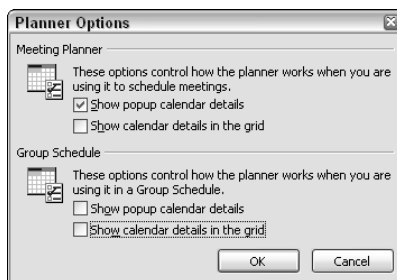 Planner Options
Meeting Planner
These options control how the planner works when you are
using it to schedule meetings.
Show popup calendar details
Show calendar details in the grid
Group Schedule
These options control how the planner works when you are
using it in a Group Schedule.
Show popup calendar details
Show calendar details in the grid
OK Cancel